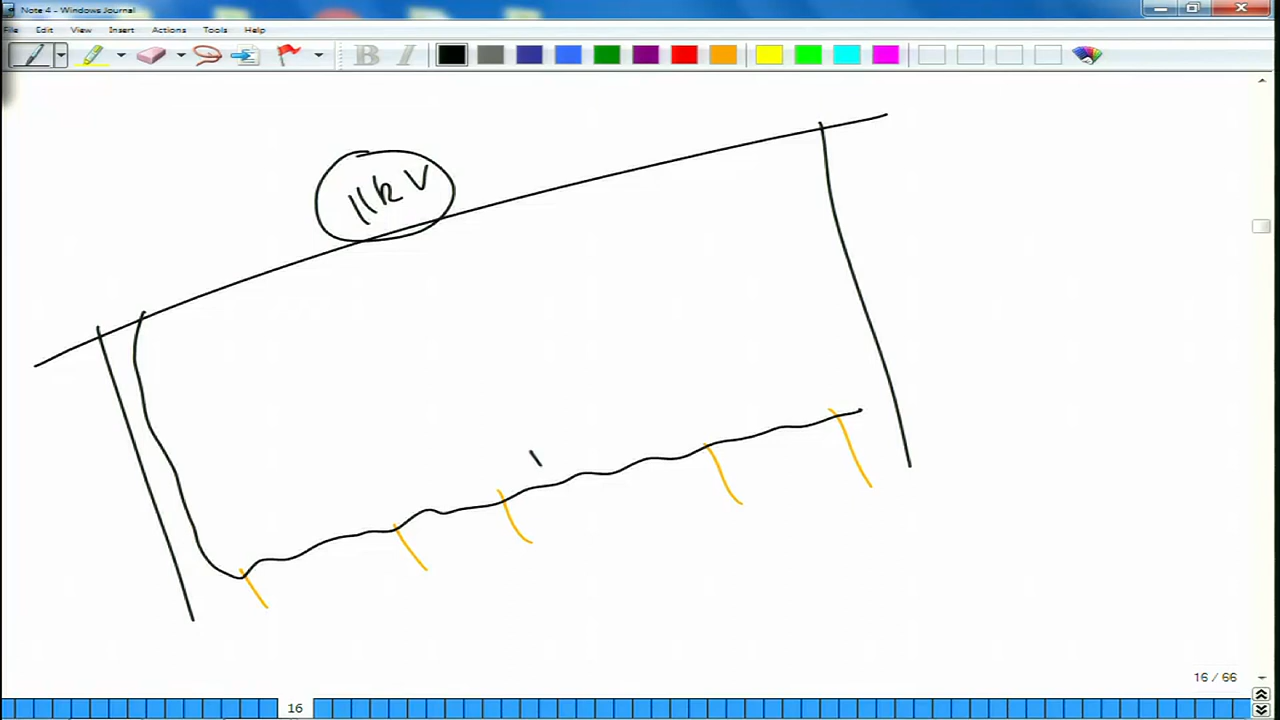 Note 4 - Windows Journal
File Edit View Insert Actions Tools Help
B I
11kV
16 / 66
16